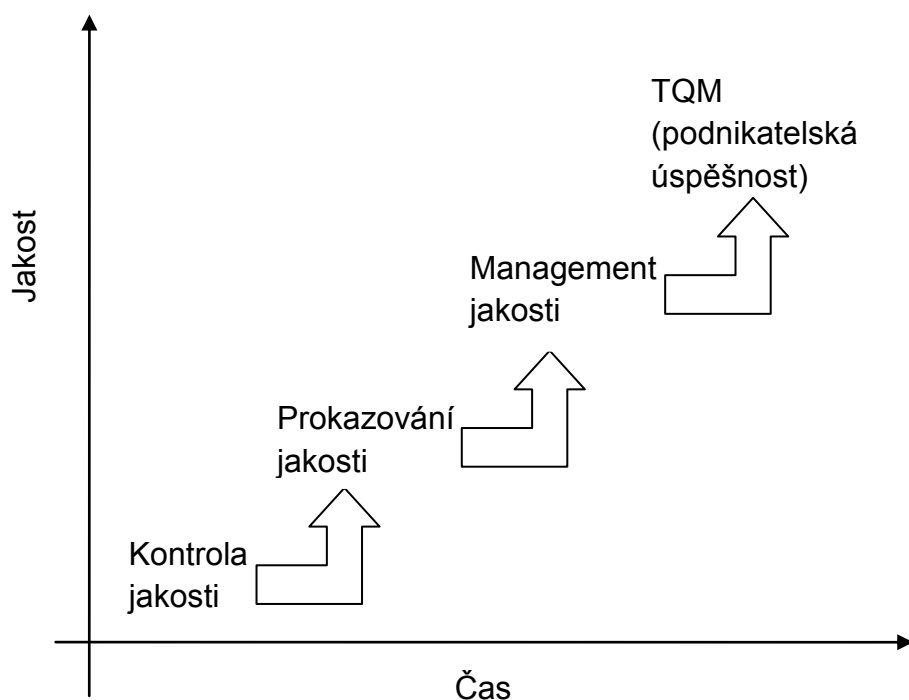 TQM
(podnikatelská
úspěšnost)
Jakost
Management
jakosti
Prokazování
jakosti
Kontrola
jakosti
Čas